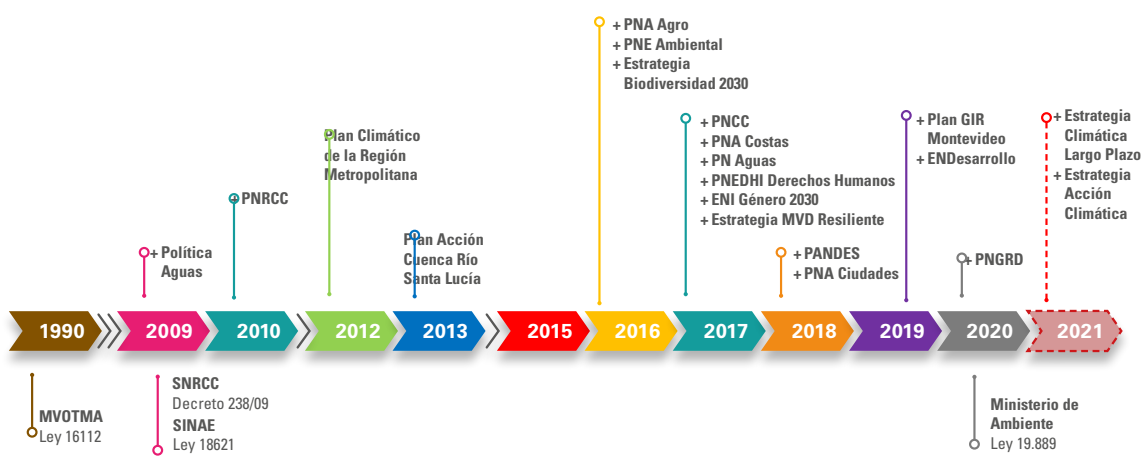 + PNA Agro
+ PNE Ambiental
+ Estrategia
Biodiversidad 2030
Plan Climático
de la Región
Metropolitana
+ PNCC
+ PNA Costas
+ PN Aguas
+ PNEDHI Derechos Humanos
+ ENI Género 2030
+ Estrategia MVD Resiliente
+ Plan GIR
Montevideo
+ ENDesarrollo
+ Estrategia
Climática
Largo Plazo
+ Estrategia
Acción
Climática
+ PNRCC
+ Política
Aguas
Plan Acción
Cuenca Río
Santa Lucía
+ PANDES
+ PNA Ciudades
+ PNGRD
1990
2009
2010
2012
2013
2015
2016
2017
2018
2019
2020
2021
MVOTMA
Ley 16112
SNRCC
Decreto 238/09
SINAE
Ley 18621
Ministerio de
Ambiente
Ley 19.889